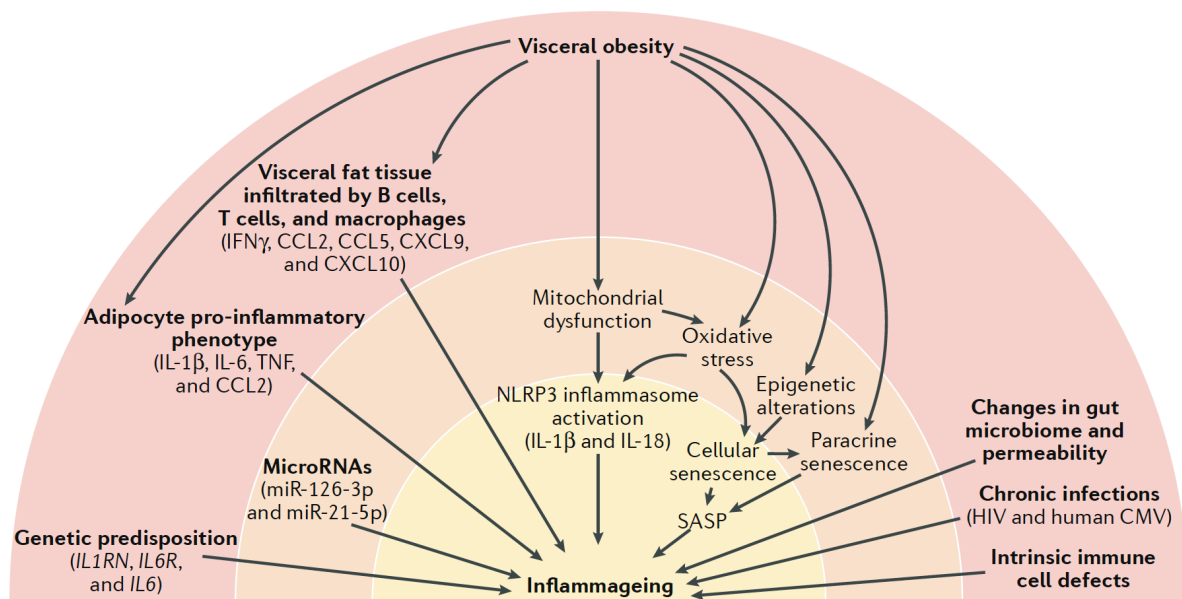 Visceral obesity
Visceral fat tissue
infiltrated by B cells,
T cells, and macrophages
(IFNγ, CCL2, CCL5, CXCL9,
and CXCL10)
Adipocyte pro-inflammatory
phenotype
(IL-1β, IL-6, TNF,
and CCL2)
MicroRNAs
(miR-126-3p
and miR-21-5p)
Genetic predisposition
(IL1RN, IL6R,
and IL6)
Mitochondrial
dysfunction
Oxidative
stress
NLRP3 inflammasome
activation
(IL-1β and IL-18)
Epigenetic
alterations
Cellular
senescence
Paracrine
senescence
SASP
Inflammageing
Changes in gut
microbiome and
permeability
Chronic infections
(HIV and human CMV)
Intrinsic immune
cell defects